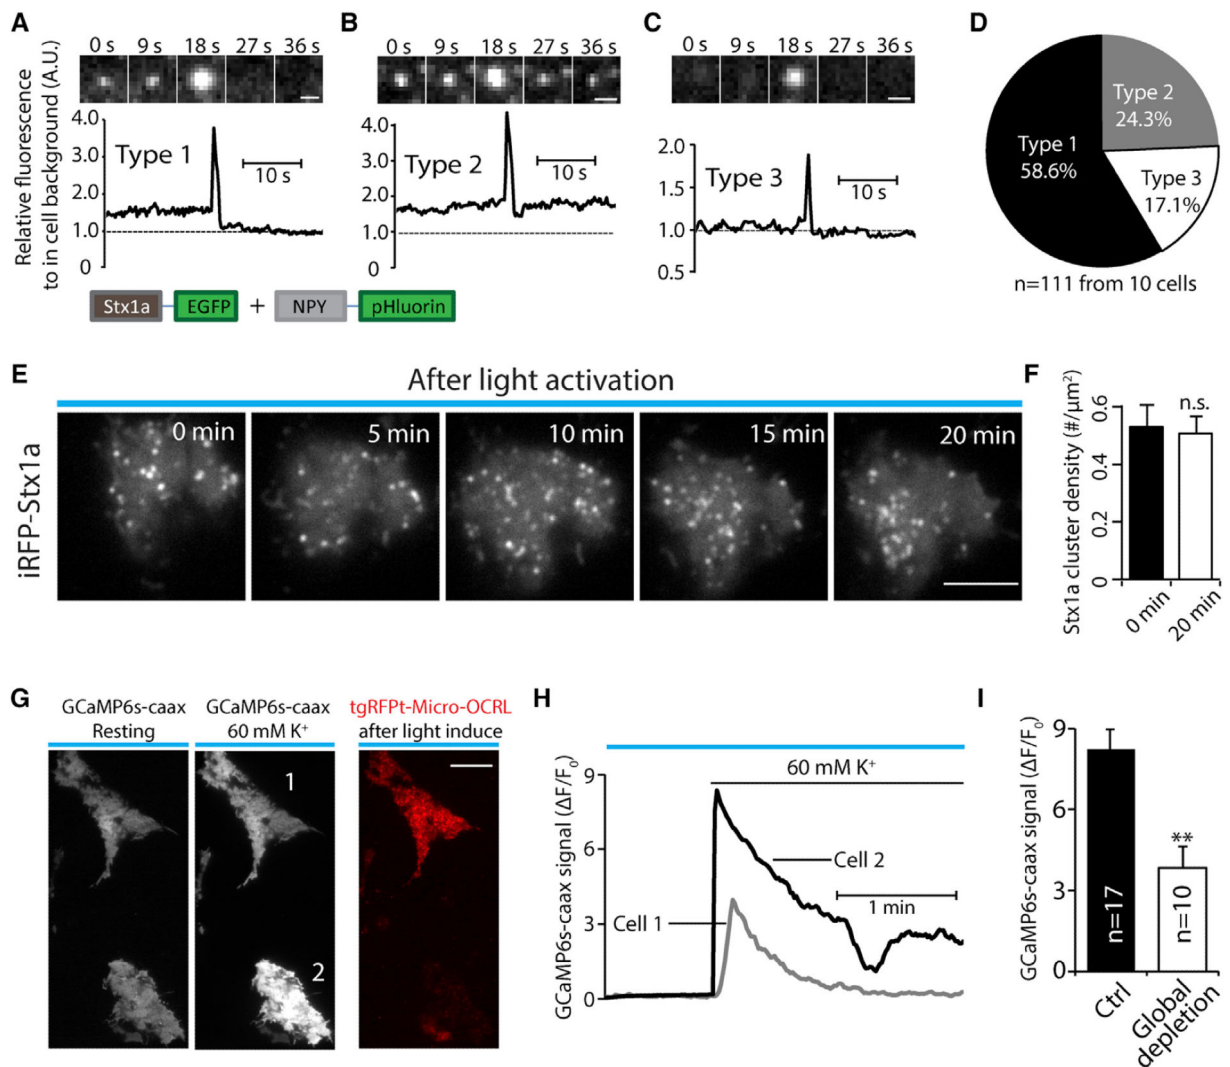 A
0 s 9 s 18 s 27 s 36 s
Relative fluorescence
to in cell background (A.U.)
4.0
3.0
2.0
1.0
0
Type 1
10 s
B
0 s 9 s 18 s 27 s 36 s
4.0
3.0
2.0
1.0
0
Type 2
10 s
C
0 s 9 s 18 s 27 s 36 s
2.0
1.5
1.0
0.5
Type 3
10 s
D
Type 1
58.6%
Type 2
24.3%
Type 3
17.1%
n=111 from 10 cells
Stx1a EGFP + NPY pHluorin
E
After light activation
iRFP-Stx1a
0 min 5 min 10 min 15 min 20 min
F
Stx1a cluster density (#/μm²)
0.6
0.4
0.2
0
n.s.
0 min
20 min
G
GCaMP6s-caax
Resting
GCaMP6s-caax
60 mM K⁺
tgRFPt-Micro-OCRL
after light induce
1
2
H
GCaMP6s-caax signal (ΔF/F₀)
9
6
3
0
60 mM K⁺
Cell 2
1 min
Cell 1
I
GCaMP6s-caax signal (ΔF/F₀)
9
6
3
0
**
n=17
n=10
Ctrl
Global
depletion